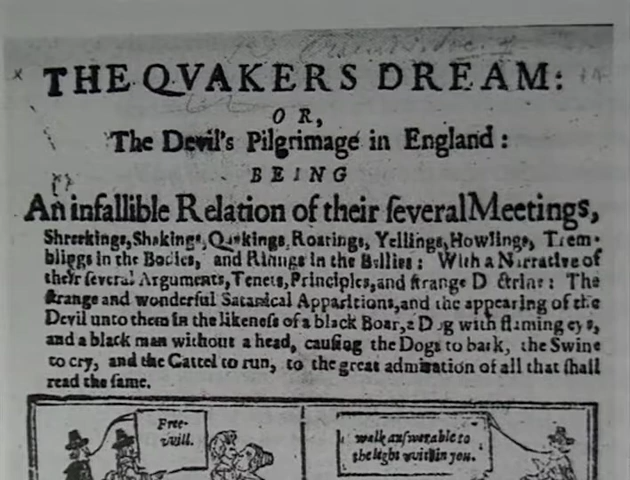 THE QVAKERS DREAM:
OR,
The Devil's Pilgrimage in England:
BEING
An infallible Relation of their ſeveral Meetings,
Shreekings, Shakings, Quakings, Roarings, Yellings, Howlings, Trem-
blings in the Bodies, and Riſings in the Bellies: With a Narrative of
their ſeveral Arguments, Tenets, Principles, and ſtrange Doctrine: The
ſtrange and wonderful Satanical Apparitions, and the appearing of the
Devil unto them in the likeneſs of a black Boar, a Dog with flaming eyes,
and a black man without a head, cauſing the Dogs to bark, the Swine
to cry, and the Cattel to run, to the great admiration of all that ſhall
read the ſame.
Free-
will.
walk anſwerable to
the light within you.